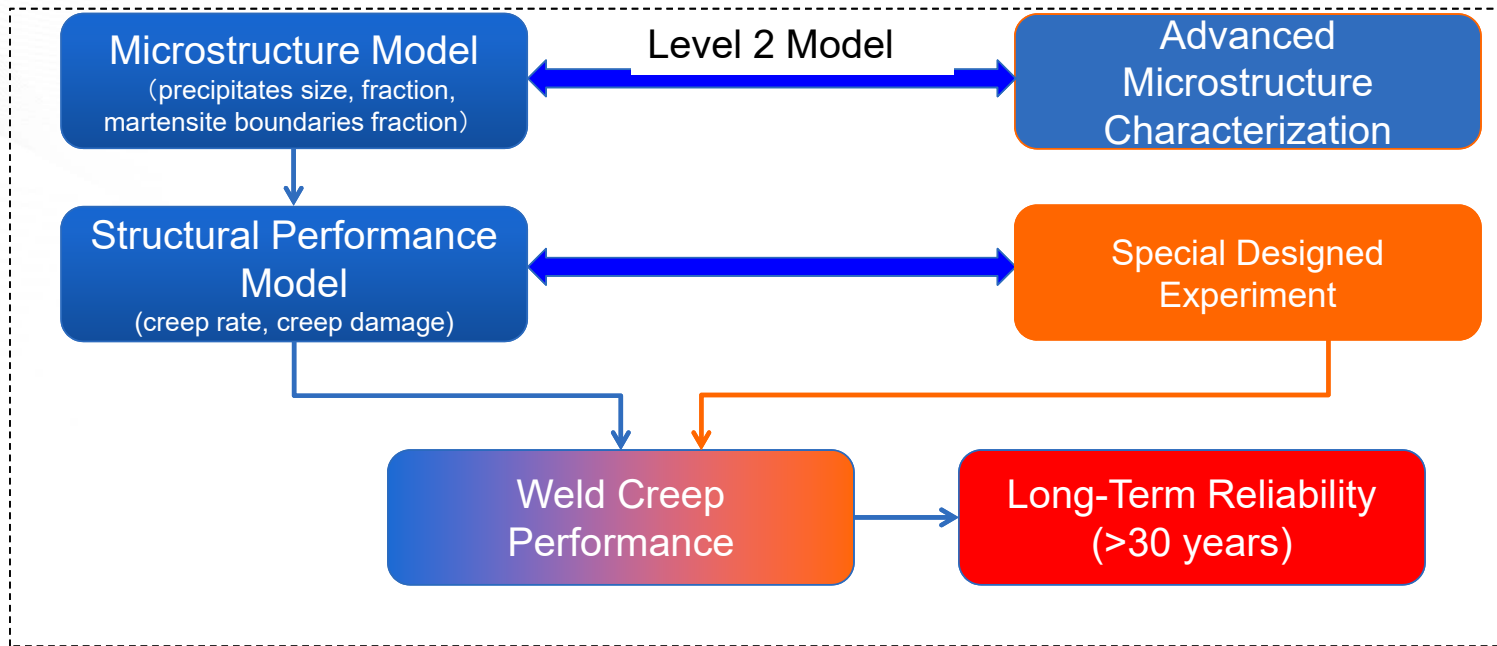 Microstructure Model
（precipitates size, fraction,
martensite boundaries fraction）
Level 2 Model
Advanced
Microstructure
Characterization
Structural Performance
Model
(creep rate, creep damage)
Special Designed
Experiment
Weld Creep
Performance
Long-Term Reliability
(>30 years)